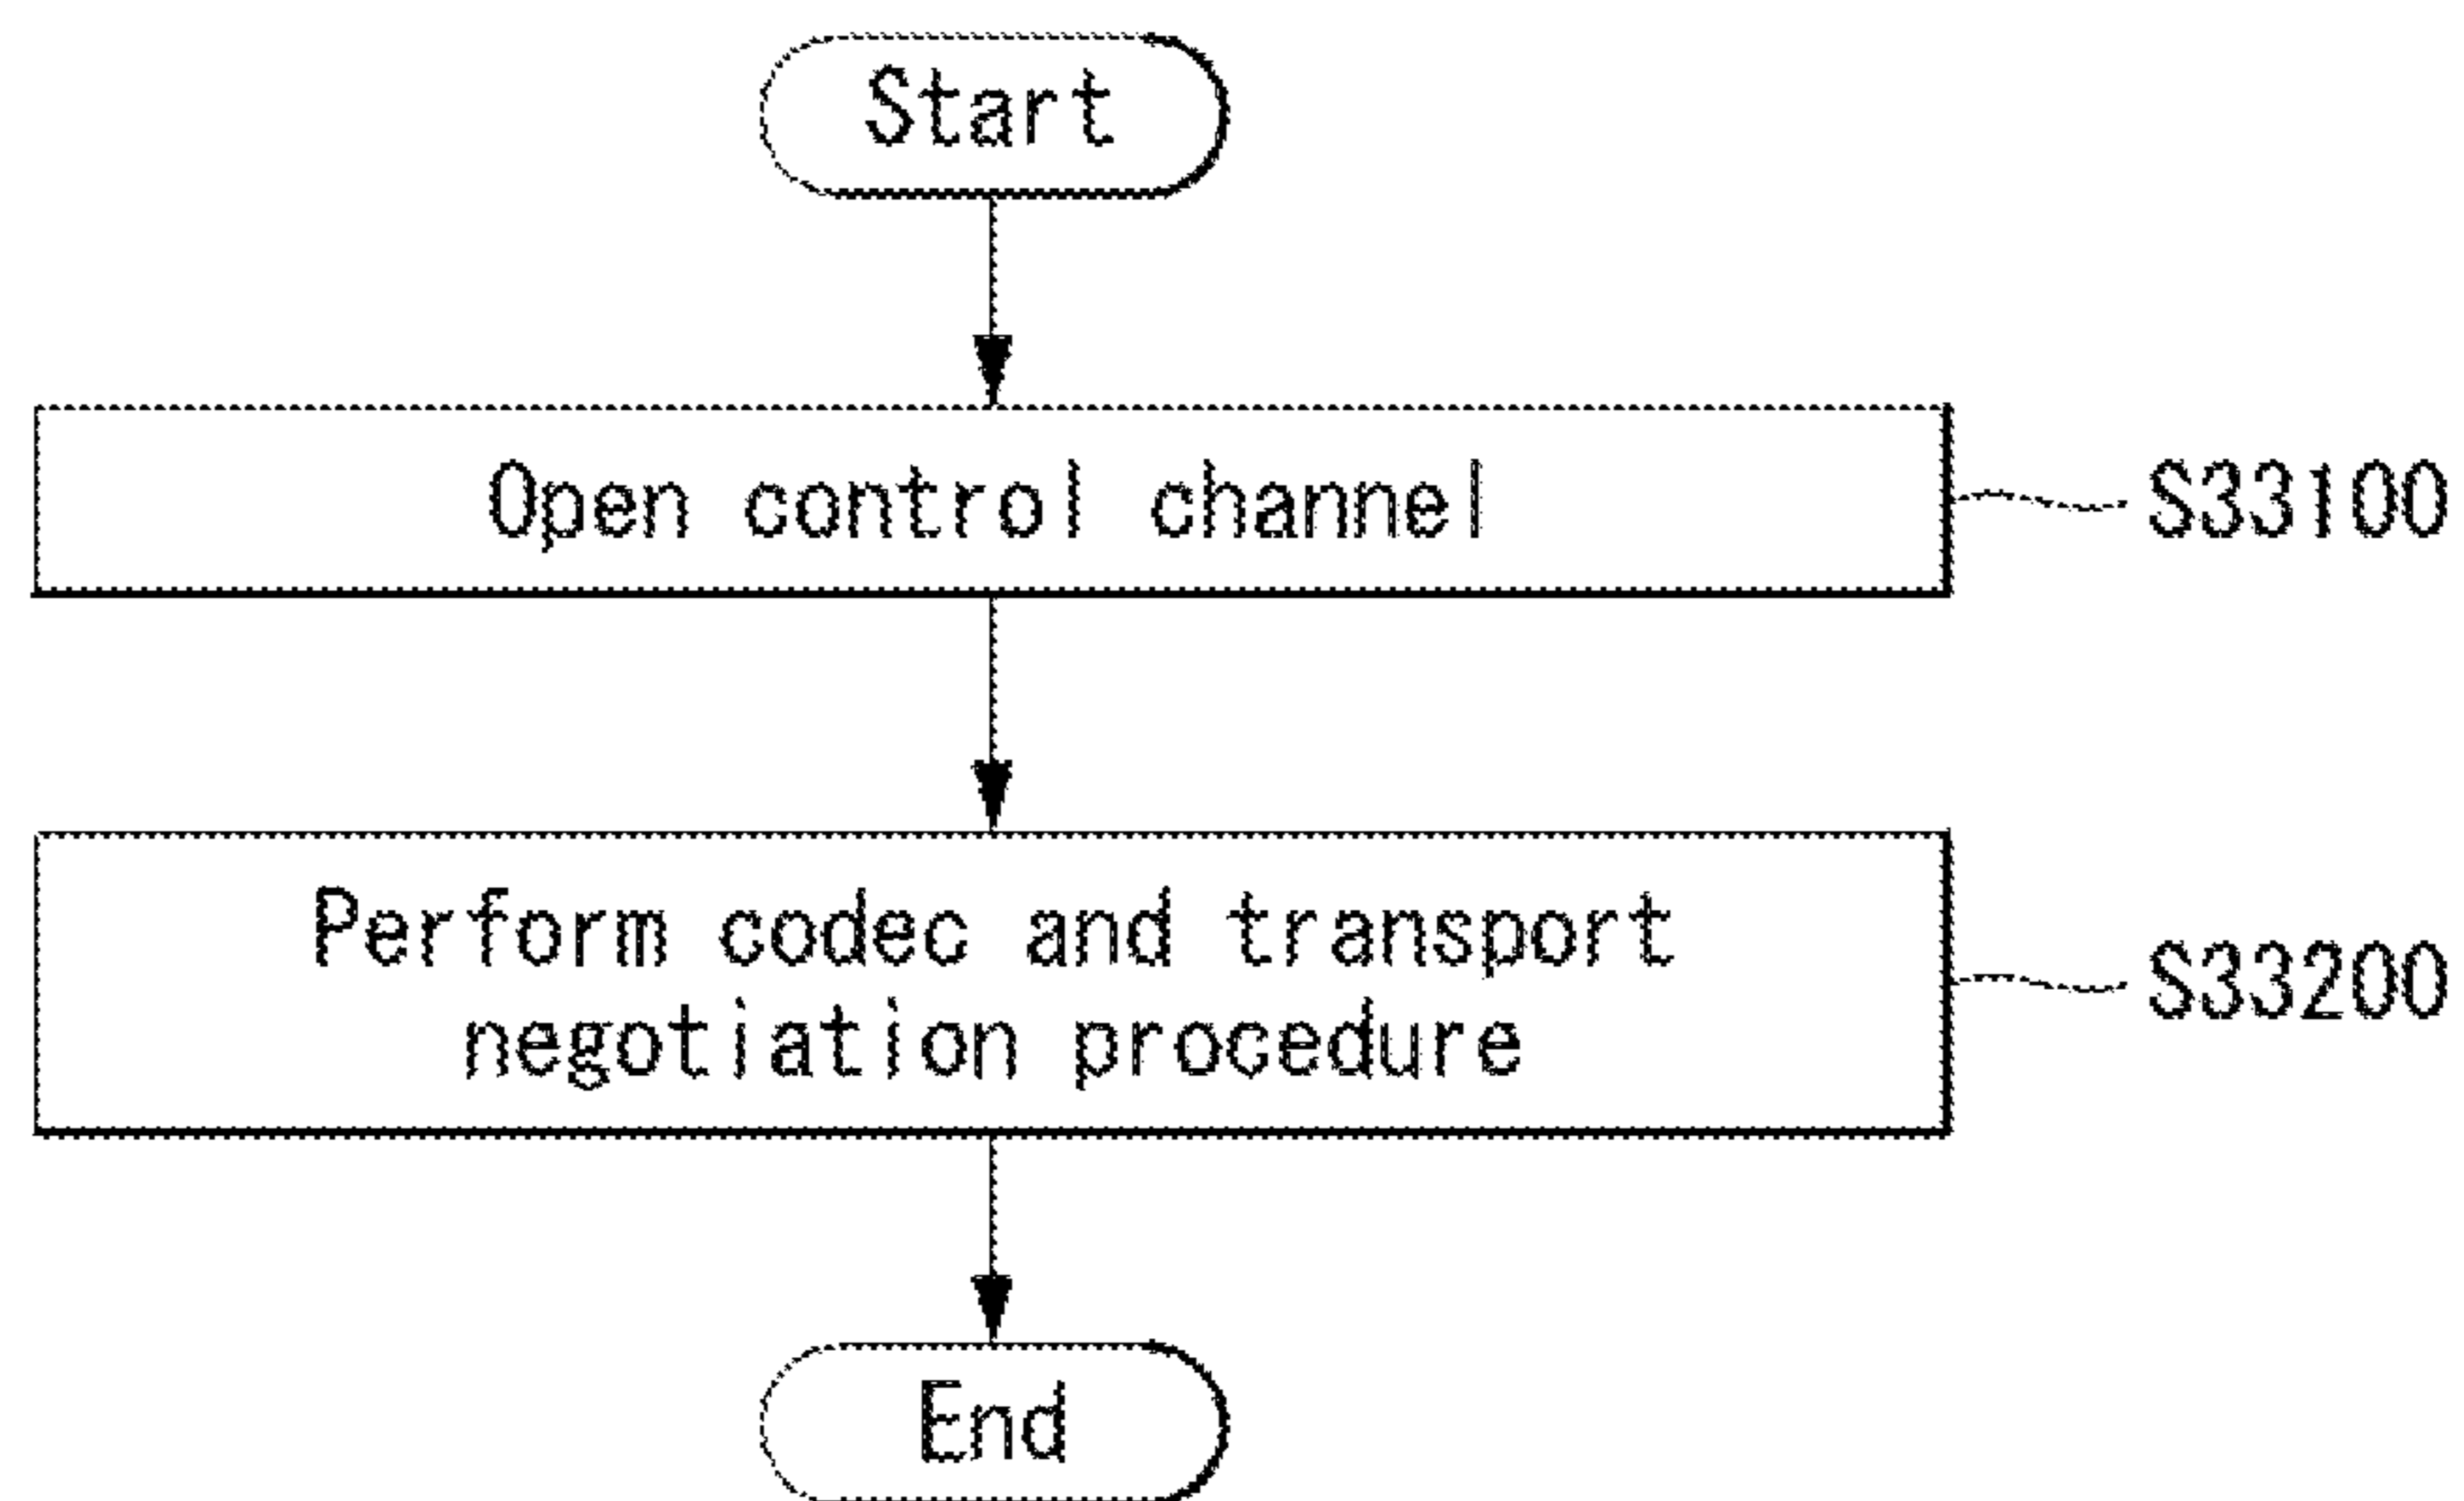 Start
Open control channel
S33100
Perform codec and transport
negotiation procedure
S33200
End